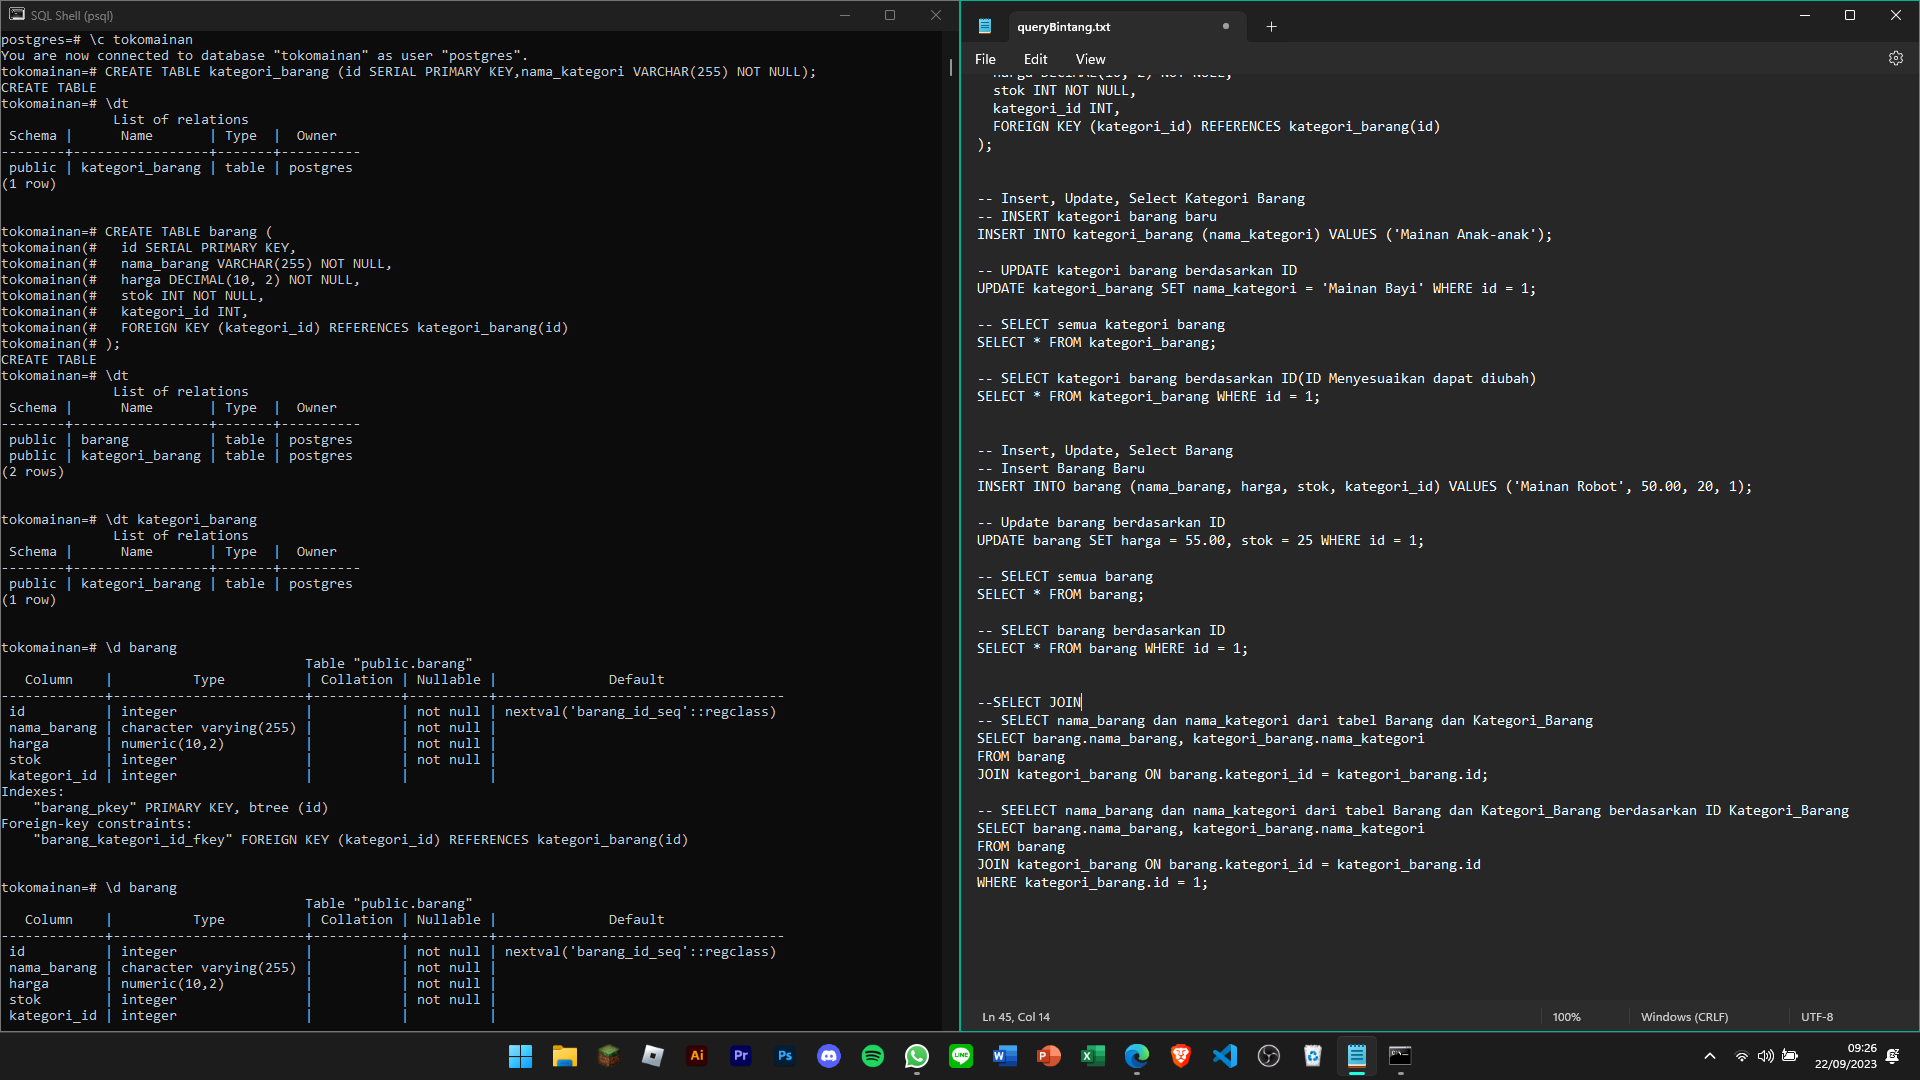 SQL Shell (psql)
postgres=# \c tokomainan
You are now connected to database "tokomainan" as user "postgres".
tokomainan=# CREATE TABLE kategori_barang (id SERIAL PRIMARY KEY,nama_kategori VARCHAR(255) NOT NULL);
CREATE TABLE
tokomainan=# \dt
List of relations
Schema | Name | Type | Owner
--------+-----------------+-------+----------
public | kategori_barang | table | postgres
(1 row)
tokomainan=# CREATE TABLE barang (
tokomainan(#   id SERIAL PRIMARY KEY,
tokomainan(#   nama_barang VARCHAR(255) NOT NULL,
tokomainan(#   harga DECIMAL(10, 2) NOT NULL,
tokomainan(#   stok INT NOT NULL,
tokomainan(#   kategori_id INT,
tokomainan(#   FOREIGN KEY (kategori_id) REFERENCES kategori_barang(id)
tokomainan(# );
CREATE TABLE
tokomainan=# \dt
List of relations
Schema | Name | Type | Owner
--------+-----------------+-------+----------
public | barang | table | postgres
public | kategori_barang | table | postgres
(2 rows)
tokomainan=# \dt kategori_barang
List of relations
Schema | Name | Type | Owner
--------+-----------------+-------+----------
public | kategori_barang | table | postgres
(1 row)
tokomainan=# \d barang
Table "public.barang"
Column | Type | Collation | Nullable | Default
-------------+------------------------+-----------+----------+------------------------------------
id | integer | | not null | nextval('barang_id_seq'::regclass)
nama_barang | character varying(255) | | not null |
harga | numeric(10,2) | | not null |
stok | integer | | not null |
kategori_id | integer | | |
Indexes:
"barang_pkey" PRIMARY KEY, btree (id)
Foreign-key constraints:
"barang_kategori_id_fkey" FOREIGN KEY (kategori_id) REFERENCES kategori_barang(id)
tokomainan=# \d barang
Table "public.barang"
Column | Type | Collation | Nullable | Default
-------------+------------------------+-----------+----------+------------------------------------
id | integer | | not null | nextval('barang_id_seq'::regclass)
nama_barang | character varying(255) | | not null |
harga | numeric(10,2) | | not null |
stok | integer | | not null |
kategori_id | integer | | |
queryBintang.txt
File Edit View
harga DECIMAL(10, 2) NOT NULL,
stok INT NOT NULL,
kategori_id INT,
FOREIGN KEY (kategori_id) REFERENCES kategori_barang(id)
);
-- Insert, Update, Select Kategori Barang
-- INSERT kategori barang baru
INSERT INTO kategori_barang (nama_kategori) VALUES ('Mainan Anak-anak');
-- UPDATE kategori barang berdasarkan ID
UPDATE kategori_barang SET nama_kategori = 'Mainan Bayi' WHERE id = 1;
-- SELECT semua kategori barang
SELECT * FROM kategori_barang;
-- SELECT kategori barang berdasarkan ID(ID Menyesuaikan dapat diubah)
SELECT * FROM kategori_barang WHERE id = 1;
-- Insert, Update, Select Barang
-- Insert Barang Baru
INSERT INTO barang (nama_barang, harga, stok, kategori_id) VALUES ('Mainan Robot', 50.00, 20, 1);
-- Update barang berdasarkan ID
UPDATE barang SET harga = 55.00, stok = 25 WHERE id = 1;
-- SELECT semua barang
SELECT * FROM barang;
-- SELECT barang berdasarkan ID
SELECT * FROM barang WHERE id = 1;
--SELECT JOIN
-- SELECT nama_barang dan nama_kategori dari tabel Barang dan Kategori_Barang
SELECT barang.nama_barang, kategori_barang.nama_kategori
FROM barang
JOIN kategori_barang ON barang.kategori_id = kategori_barang.id;
-- SEELECT nama_barang dan nama_kategori dari tabel Barang dan Kategori_Barang berdasarkan ID Kategori_Barang
SELECT barang.nama_barang, kategori_barang.nama_kategori
FROM barang
JOIN kategori_barang ON barang.kategori_id = kategori_barang.id
WHERE kategori_barang.id = 1;
Ln 45, Col 14
100%
Windows (CRLF)
UTF-8
Ai
Pr
Ps
LINE
W
P
X
09:26
22/09/2023